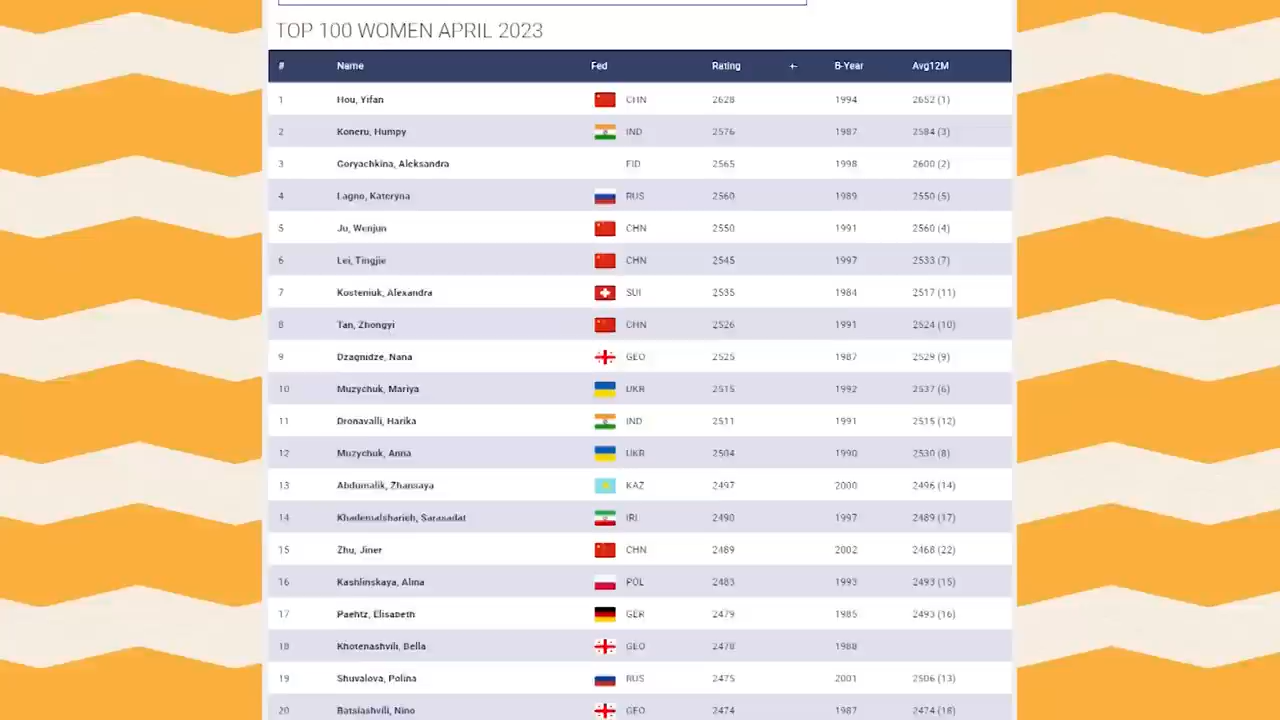 TOP 100 WOMEN APRIL 2023
# Name Fed Rating +- B-Year Avg12M
1 Hou, Yifan CHN 2628 1994 2652 (1)
2 Koneru, Humpy IND 2576 1987 2584 (3)
3 Goryachkina, Aleksandra FID 2565 1998 2600 (2)
4 Lagno, Kateryna RUS 2560 1989 2550 (5)
5 Ju, Wenjun CHN 2550 1991 2560 (4)
6 Lei, Tingjie CHN 2545 1997 2533 (7)
7 Kosteniuk, Alexandra SUI 2535 1984 2517 (11)
8 Tan, Zhongyi CHN 2526 1991 2524 (10)
9 Dzagnidze, Nana GEO 2525 1987 2529 (9)
10 Muzychuk, Mariya UKR 2515 1992 2537 (6)
11 Dronavalli, Harika IND 2511 1991 2515 (12)
12 Muzychuk, Anna UKR 2504 1990 2530 (8)
13 Abdumalik, Zhansaya KAZ 2497 2000 2496 (14)
14 Khademalsharieh, Sarasadat IRI 2490 1997 2489 (17)
15 Zhu, Jiner CHN 2489 2002 2468 (22)
16 Kashlinskaya, Alina POL 2483 1993 2493 (15)
17 Paehtz, Elisabeth GER 2479 1985 2493 (16)
18 Khotenashvili, Bella GEO 2478 1988
19 Shuvalova, Polina RUS 2475 2001 2506 (13)
20 Batsiashvili, Nino GEO 2474 1987 2474 (18)